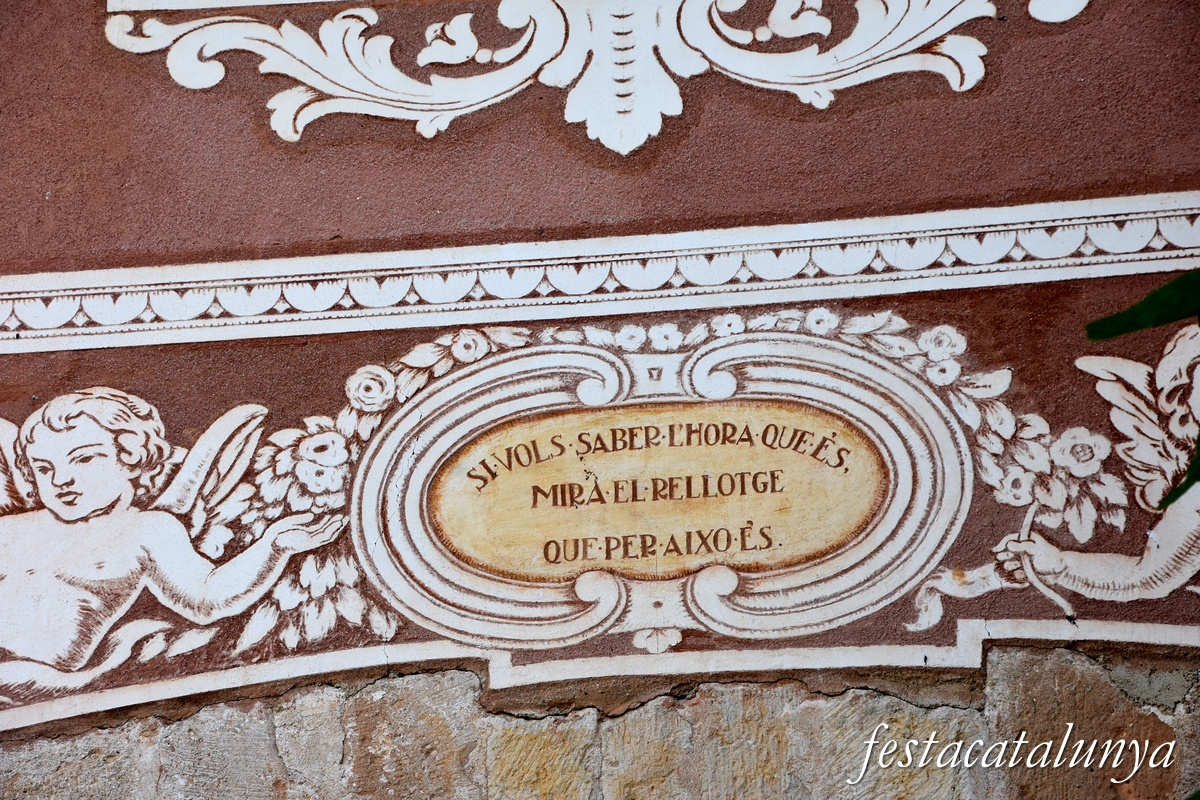 SI·VOLS·SABER·L'HORA·QUE·ÉS,
MIRA·EL·RELLOTGE
QUE·PER·AIXO·ÉS.
festacatalunya